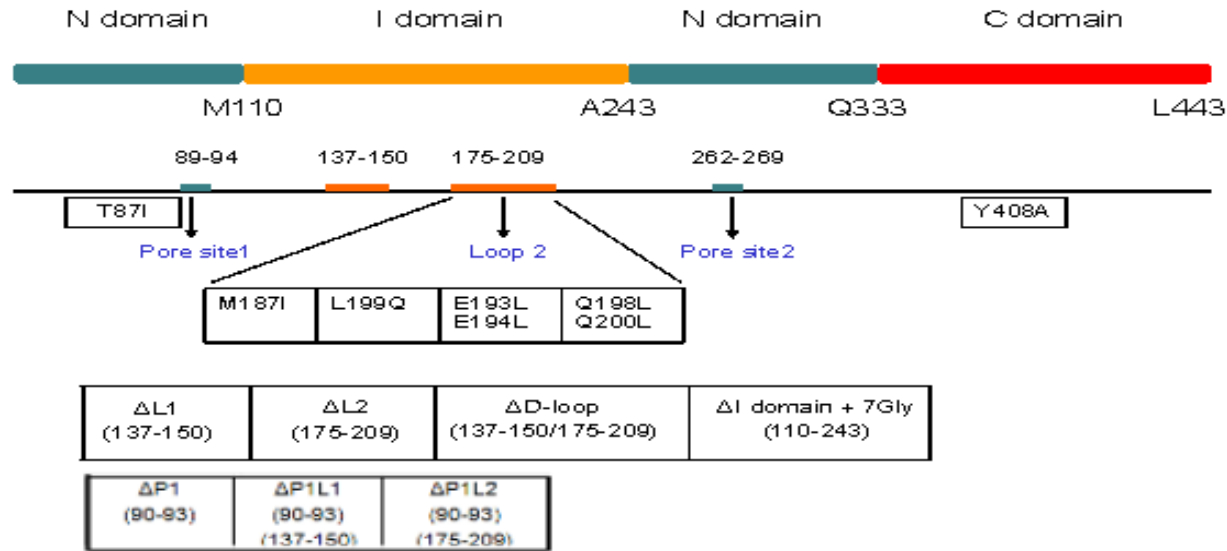 N domain I domain N domain C domain
M110 A243 Q333 L443
89-94 137-150 175-209 262-269
T87I Y408A
Pore site1 Loop 2 Pore site2
M187I L199Q E193L Q198L
E194L Q200L
ΔL1 ΔL2 ΔD-loop ΔI domain + 7Gly
(137-150) (175-209) (137-150/175-209) (110-243)
ΔP1 ΔP1L1 ΔP1L2
(90-93) (90-93) (90-93)
(137-150) (175-209)